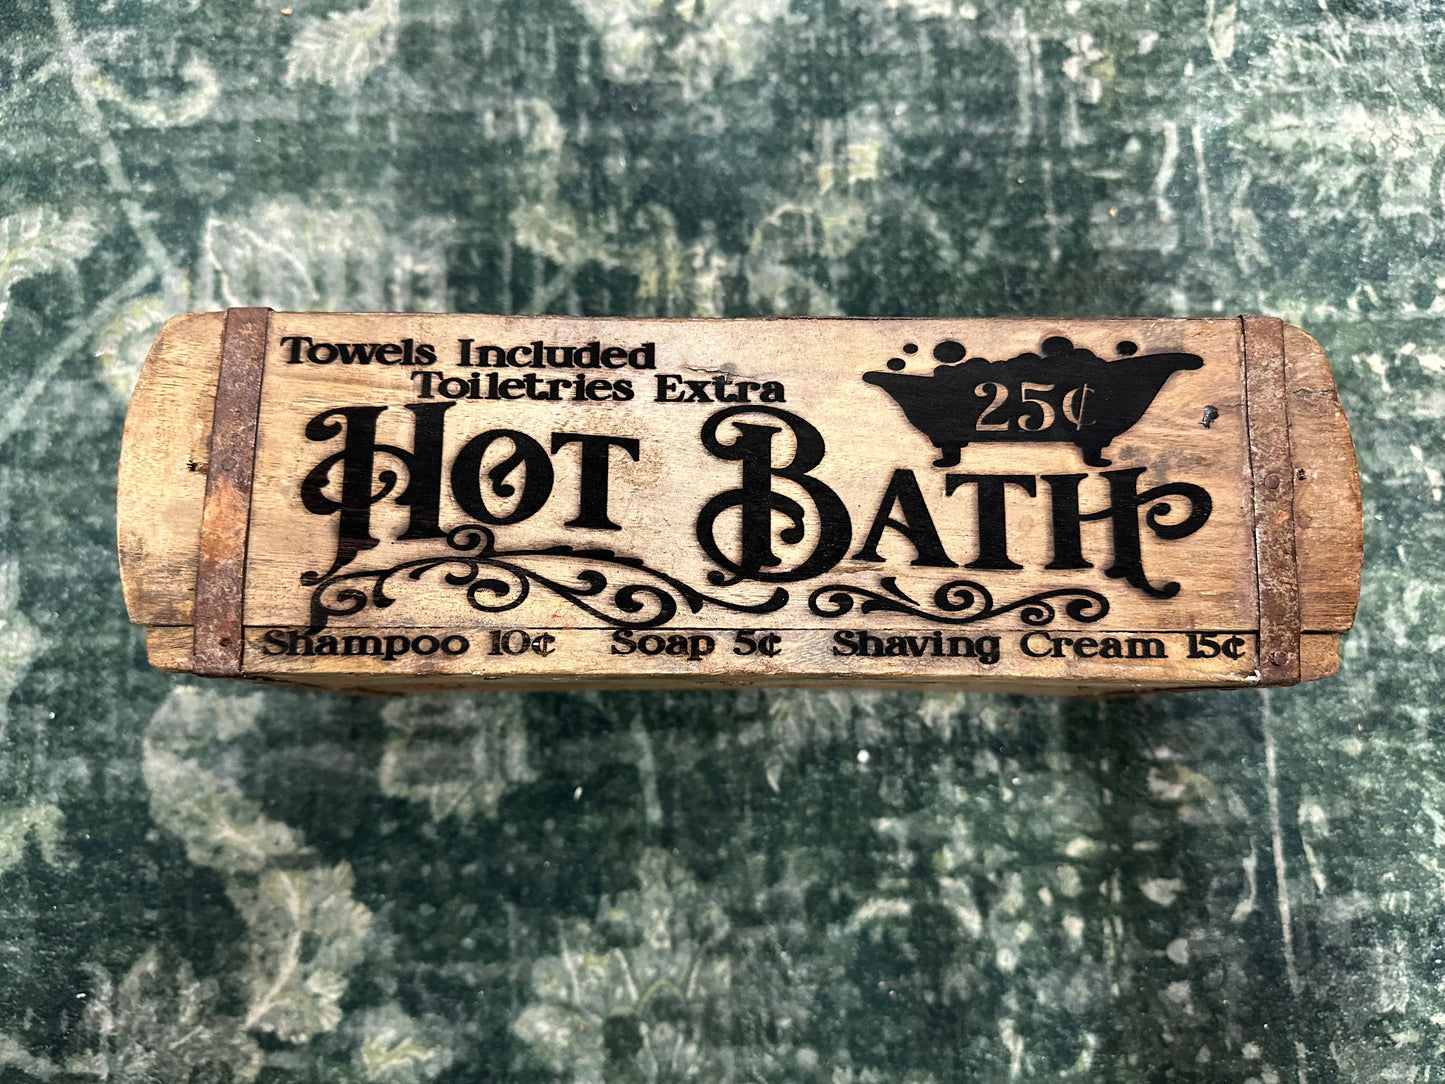 Towels Included
Toiletries Extra
25¢
Hot Bath
Shampoo 10¢ Soap 5¢ Shaving Cream 15¢